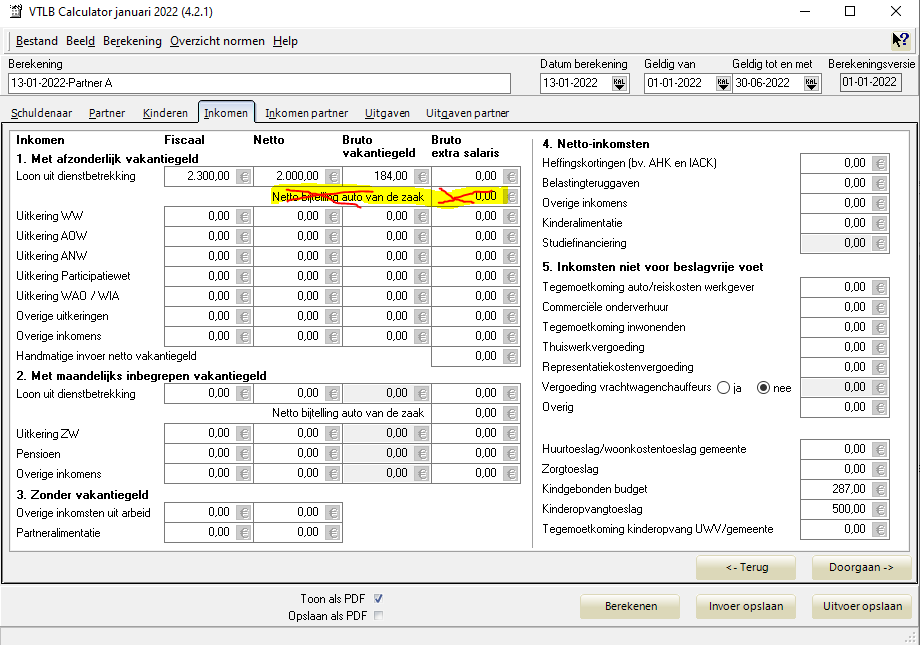 VTLB Calculator januari 2022 (4.2.1)
Bestand Beeld Berekening Overzicht normen Help
Berekening Datum berekening Geldig van Geldig tot en met Berekeningsversie
13-01-2022-Partner A 13-01-2022 KAL 01-01-2022 KAL 30-06-2022 KAL 01-01-2022
Schuldenaar Partner Kinderen Inkomen Inkomen partner Uitgaven Uitgaven partner
Inkomen Fiscaal Netto Bruto vakantiegeld Bruto extra salaris
1. Met afzonderlijk vakantiegeld
Loon uit dienstbetrekking 2.300,00 € 2.000,00 € 184,00 € 0,00 €
Netto bijtelling auto van de zaak 0,00 €
Uitkering WW 0,00 € 0,00 € 0,00 € 0,00 €
Uitkering AOW 0,00 € 0,00 € 0,00 € 0,00 €
Uitkering ANW 0,00 € 0,00 € 0,00 € 0,00 €
Uitkering Participatiewet 0,00 € 0,00 € 0,00 € 0,00 €
Uitkering WAO / WIA 0,00 € 0,00 € 0,00 € 0,00 €
Overige uitkeringen 0,00 € 0,00 € 0,00 € 0,00 €
Overige inkomens 0,00 € 0,00 € 0,00 € 0,00 €
Handmatige invoer netto vakantiegeld 0,00 €
2. Met maandelijks inbegrepen vakantiegeld
Loon uit dienstbetrekking 0,00 € 0,00 € 0,00 € 0,00 €
Netto bijtelling auto van de zaak 0,00 €
Uitkering ZW 0,00 € 0,00 € 0,00 € 0,00 €
Pensioen 0,00 € 0,00 € 0,00 € 0,00 €
Overige inkomens 0,00 € 0,00 € 0,00 € 0,00 €
3. Zonder vakantiegeld
Overige inkomsten uit arbeid 0,00 € 0,00 €
Partneralimentatie 0,00 € 0,00 €
4. Netto-inkomsten
Heffingskortingen (bv. AHK en IACK) 0,00 €
Belastingteruggaven 0,00 €
Overige inkomens 0,00 €
Kinderalimentatie 0,00 €
Studiefinanciering 0,00 €
5. Inkomsten niet voor beslagvrije voet
Tegemoetkoming auto/reiskosten werkgever 0,00 €
Commerciële onderverhuur 0,00 €
Tegemoetkoming inwonenden 0,00 €
Thuiswerkvergoeding 0,00 €
Representatiekostenvergoeding 0,00 €
Vergoeding vrachtwagenchauffeurs ja nee 0,00 €
Overig 0,00 €
Huurtoeslag/woonkostentoeslag gemeente 0,00 €
Zorgtoeslag 0,00 €
Kindgebonden budget 287,00 €
Kinderopvangtoeslag 500,00 €
Tegemoetkoming kinderopvang UWV/gemeente 0,00 €
<- Terug Doorgaan ->
Toon als PDF
Opslaan als PDF
Berekenen Invoer opslaan Uitvoer opslaan